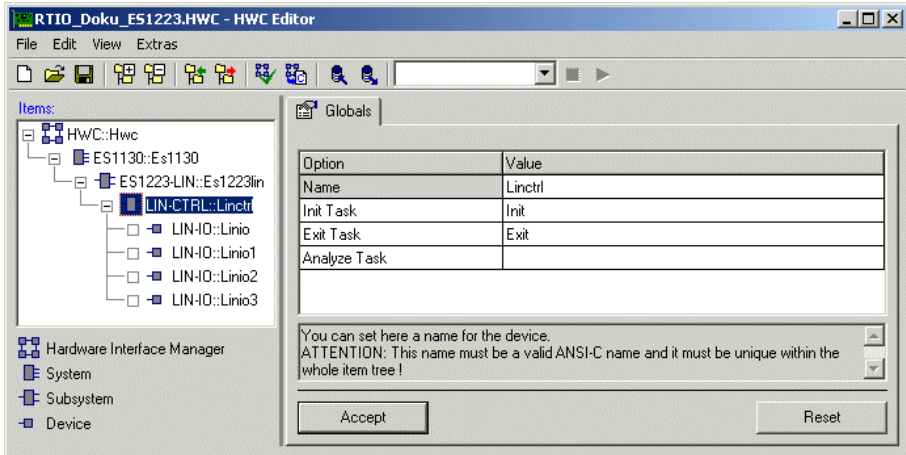 RTIO_Doku_ES1223.HWC - HWC Editor
File Edit View Extras
Items:
HWC::Hwc
ES1130::Es1130
ES1223-LIN::Es1223lin
LIN-CTRL::Linctrl
LIN-IO::Linio
LIN-IO::Linio1
LIN-IO::Linio2
LIN-IO::Linio3
Hardware Interface Manager
System
Subsystem
Device
Globals
Option Value
Name Linctrl
Init Task Init
Exit Task Exit
Analyze Task
You can set here a name for the device.
ATTENTION: This name must be a valid ANSI-C name and it must be unique within the
whole item tree !
Accept Reset